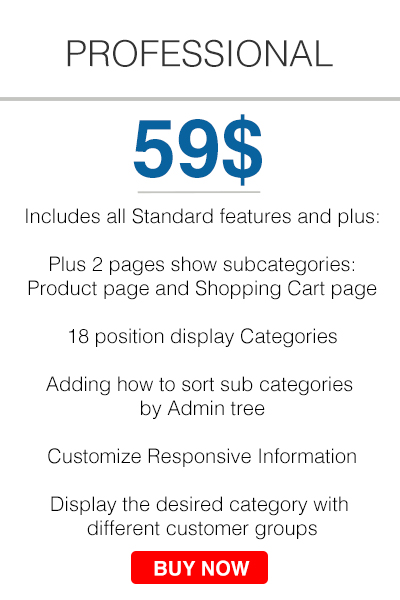 PROFESSIONAL
59$
Includes all Standard features and plus:
Plus 2 pages show subcategories:
Product page and Shopping Cart page
18 position display Categories
Adding how to sort sub categories
by Admin tree
Customize Responsive Information
Display the desired category with
different customer groups
BUY NOW